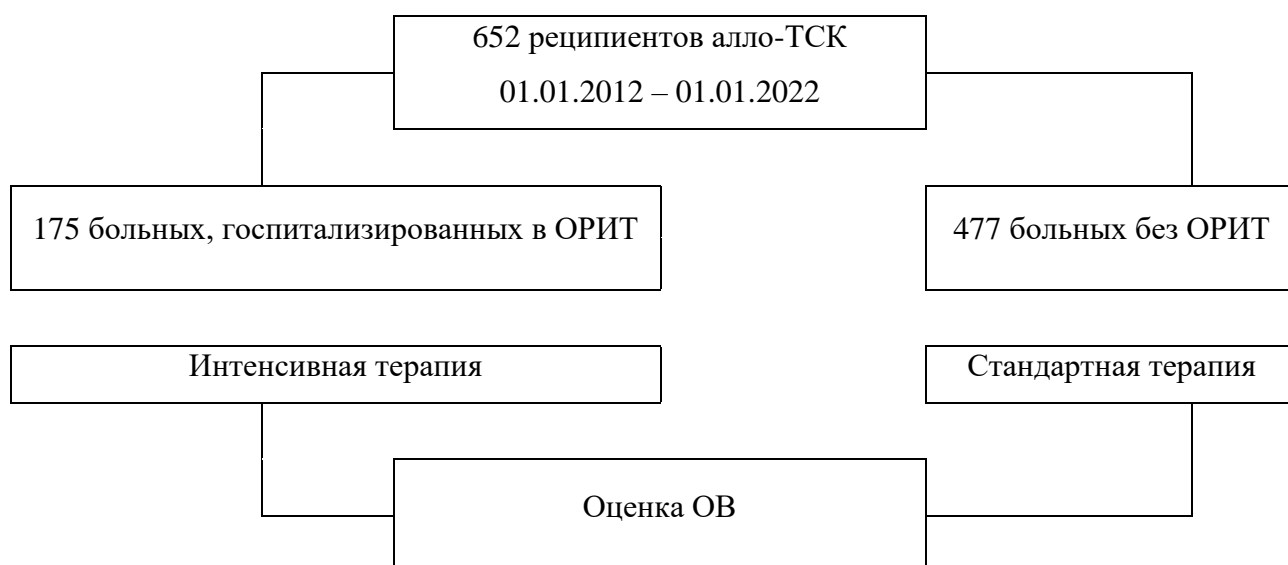 652 реципиентов алло-ТСК
01.01.2012 – 01.01.2022
175 больных, госпитализированных в ОРИТ
477 больных без ОРИТ
Интенсивная терапия
Стандартная терапия
Оценка ОВ